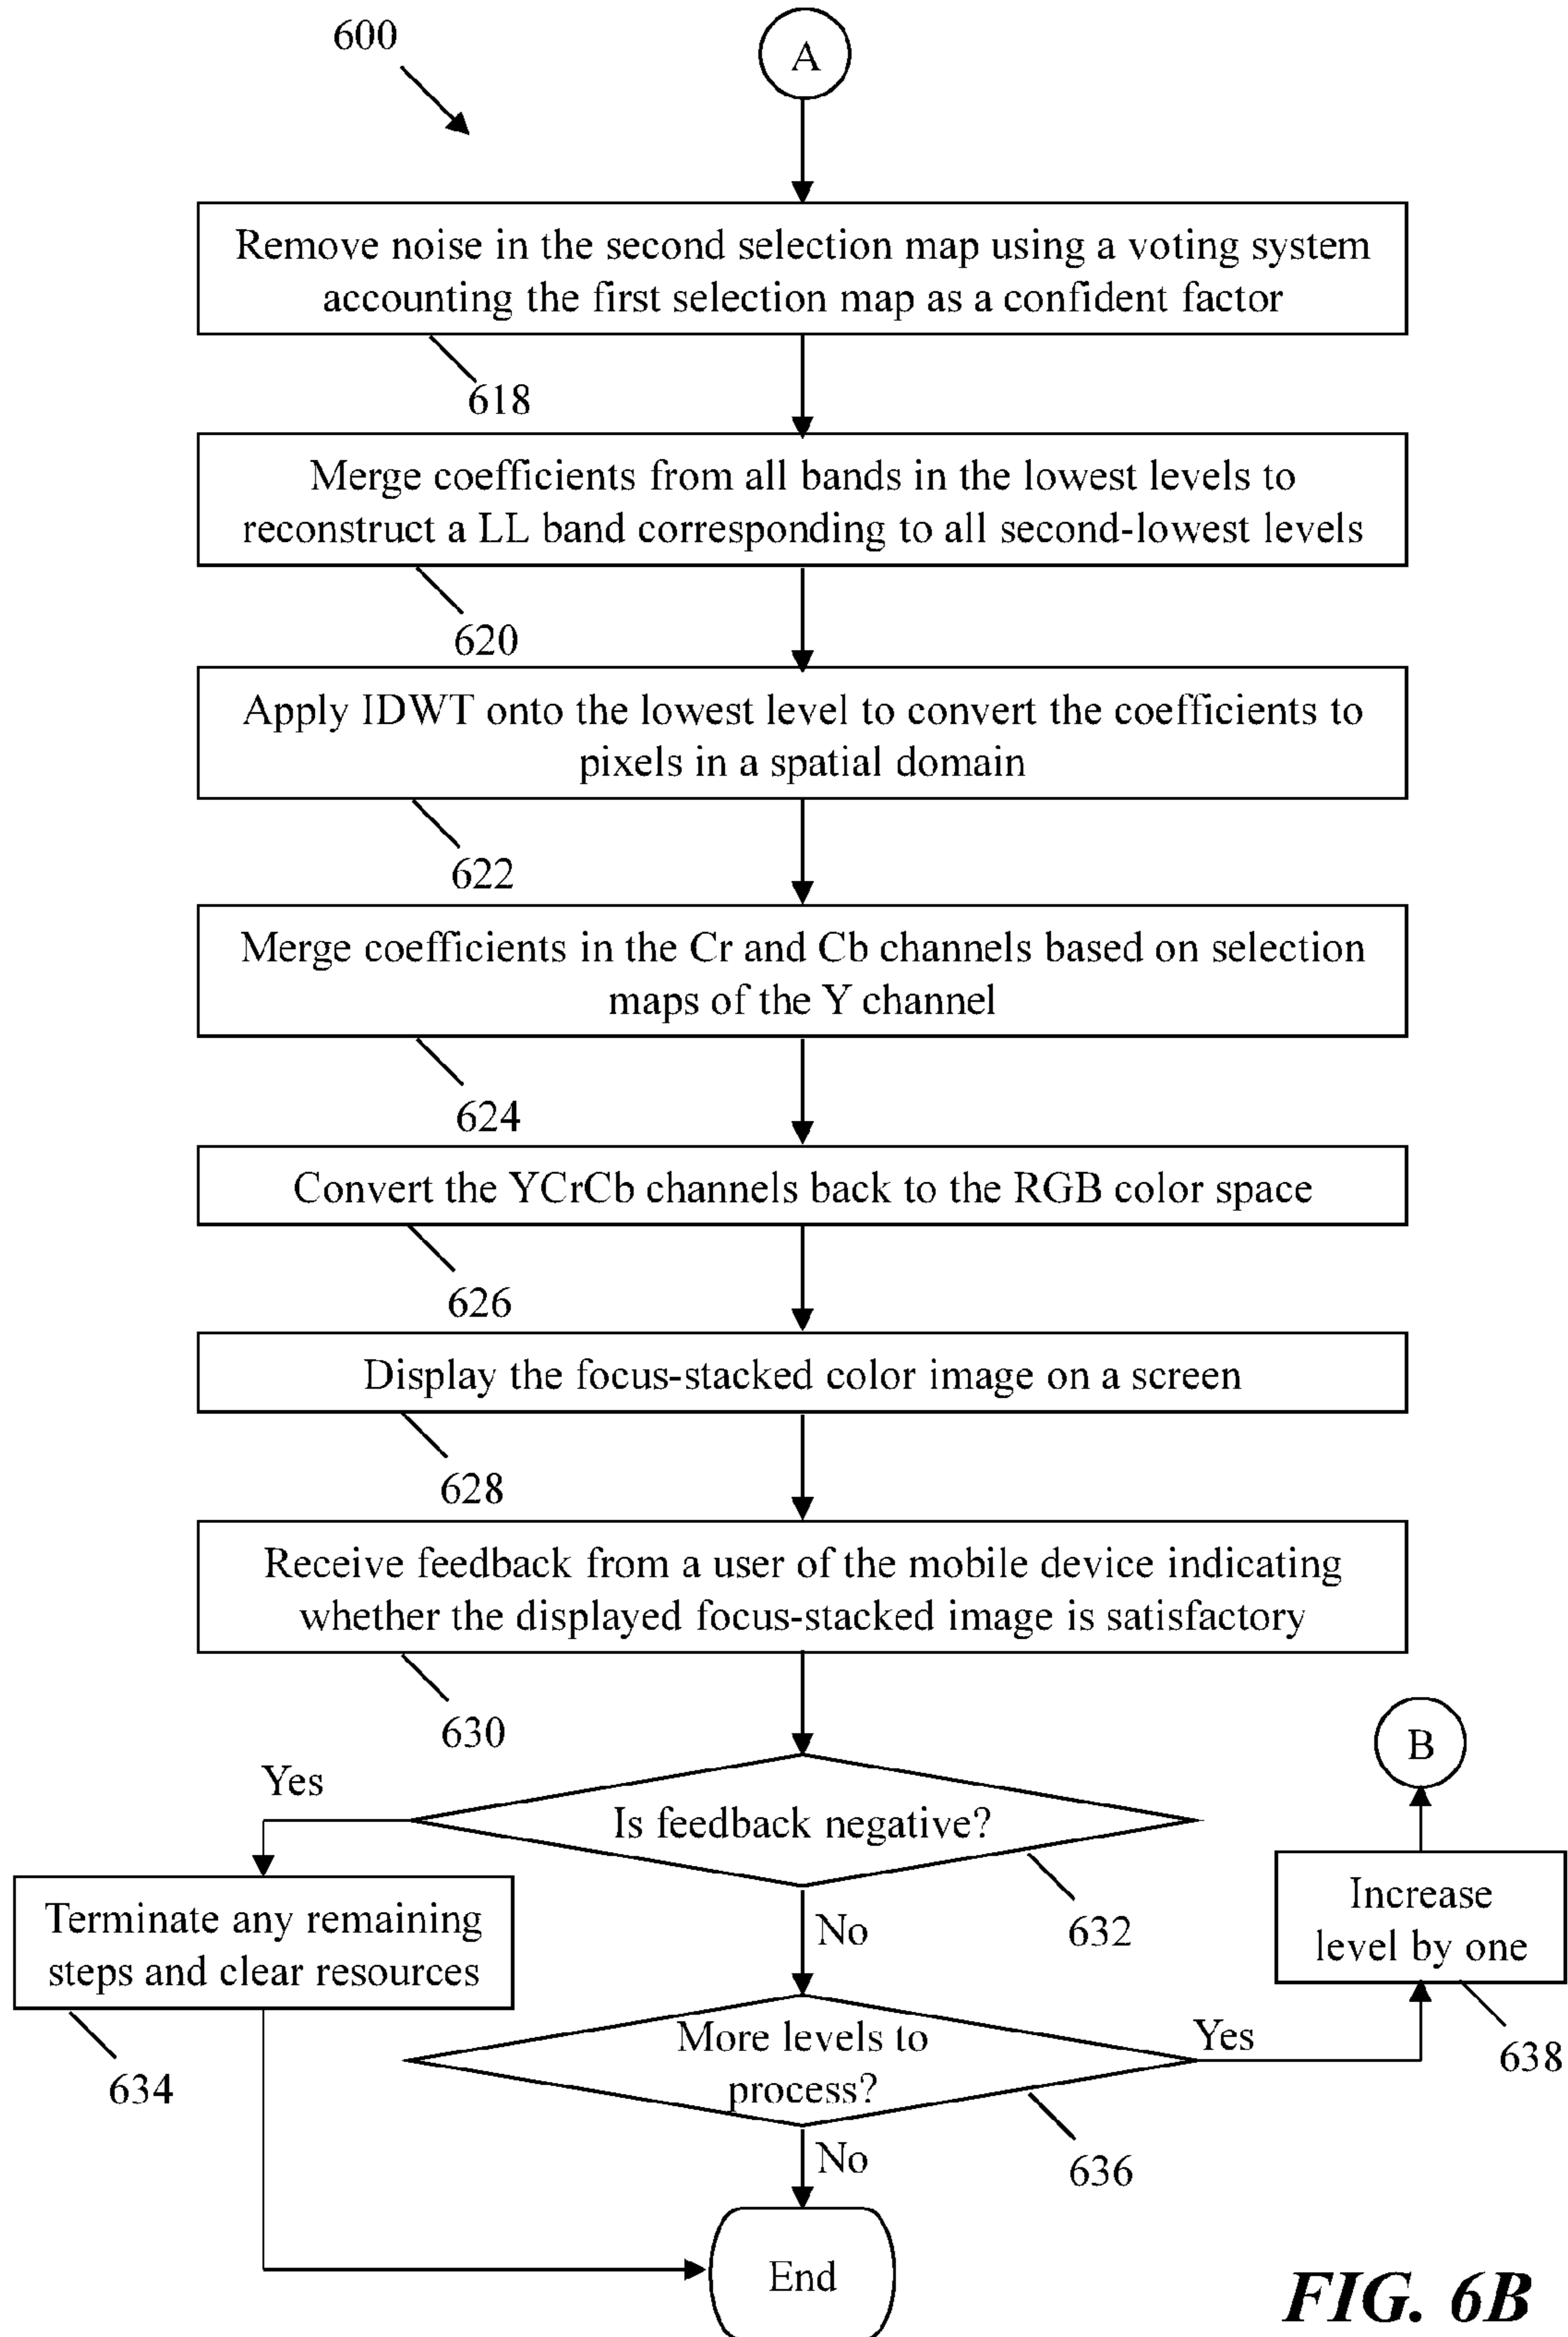 600
A
Remove noise in the second selection map using a voting system
accounting the first selection map as a confident factor
618
Merge coefficients from all bands in the lowest levels to
reconstruct a LL band corresponding to all second-lowest levels
620
Apply IDWT onto the lowest level to convert the coefficients to
pixels in a spatial domain
622
Merge coefficients in the Cr and Cb channels based on selection
maps of the Y channel
624
Convert the YCrCb channels back to the RGB color space
626
Display the focus-stacked color image on a screen
628
Receive feedback from a user of the mobile device indicating
whether the displayed focus-stacked image is satisfactory
630
B
Yes
Is feedback negative?
632
Terminate any remaining
steps and clear resources
634
No
Increase
level by one
638
More levels to
process?
Yes
636
No
End
FIG. 6B